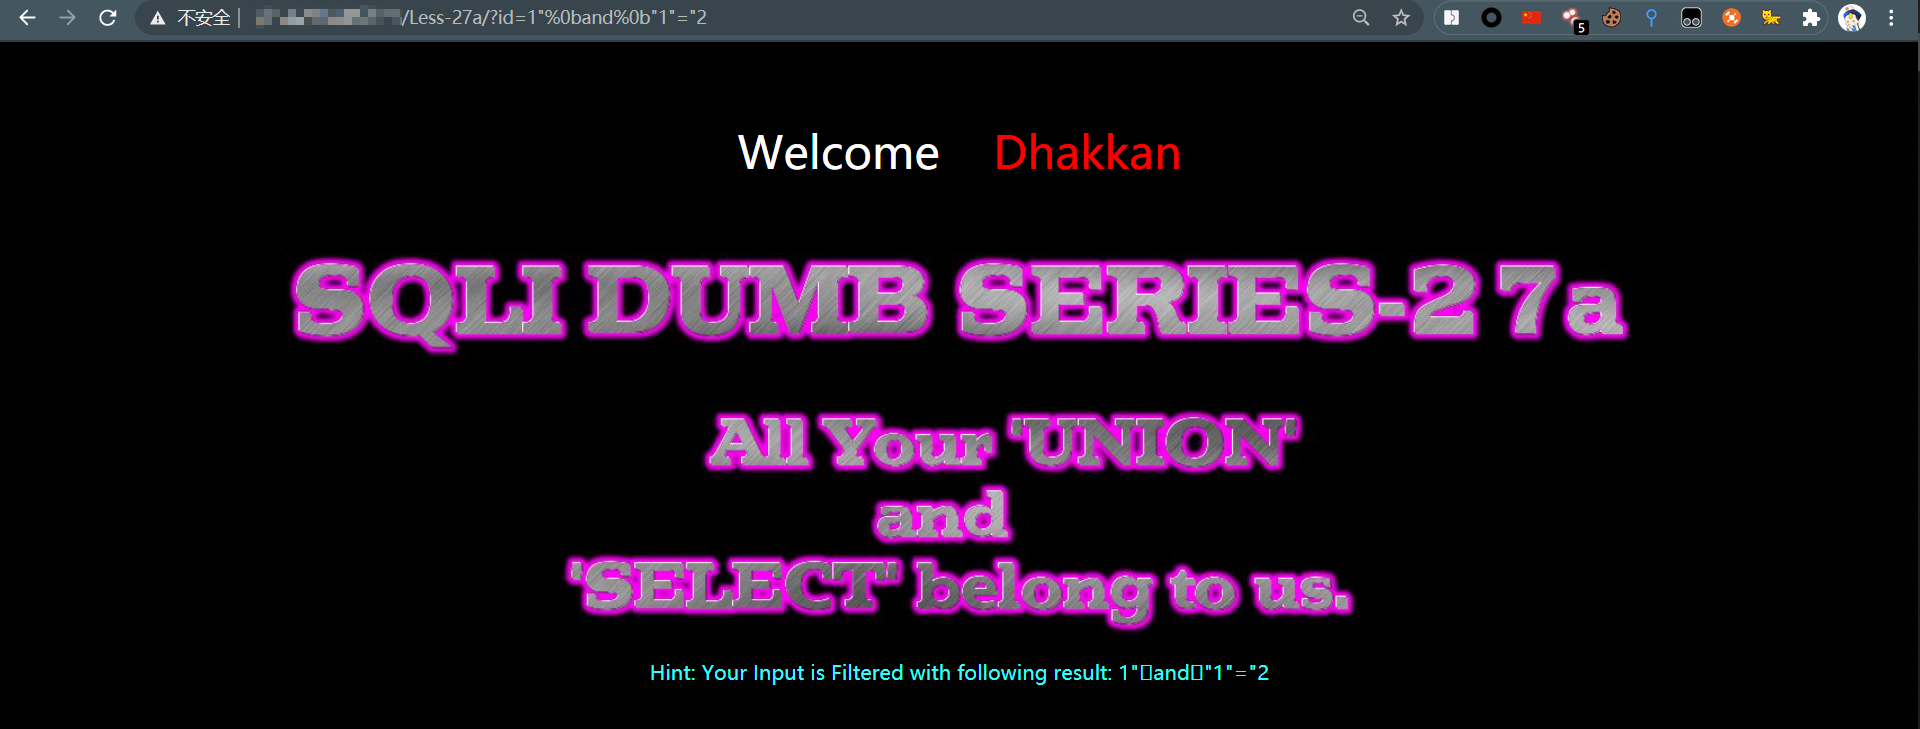 不安全 /Less-27a/?id=1"%0band%0b"1"="2
5
Welcome Dhakkan
SQLI DUMB SERIES-27a
All Your 'UNION'
and
'SELECT' belong to us.
Hint: Your Input is Filtered with following result: 1"▯and▯"1"="2